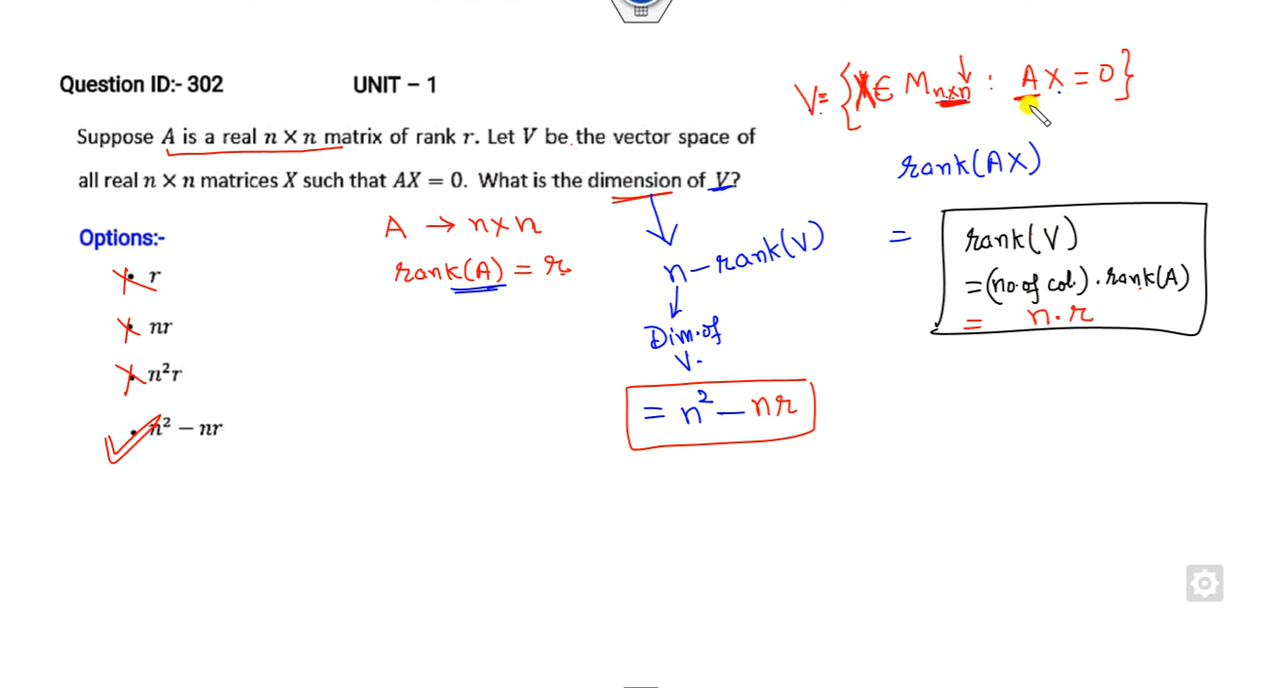 Question ID:- 302 UNIT – 1
Suppose A is a real n × n matrix of rank r. Let V be the vector space of
all real n × n matrices X such that AX = 0. What is the dimension of V?
Options:-
r
nr
n²r
n² − nr
A → n×n
rank(A) = r
n − rank(V)
Dim. of
V.
= n² − nr
V = {X ∈ M n×n : AX = 0}
rank(AX)
= rank(V)
= (no. of col.) . rank(A)
= n . r